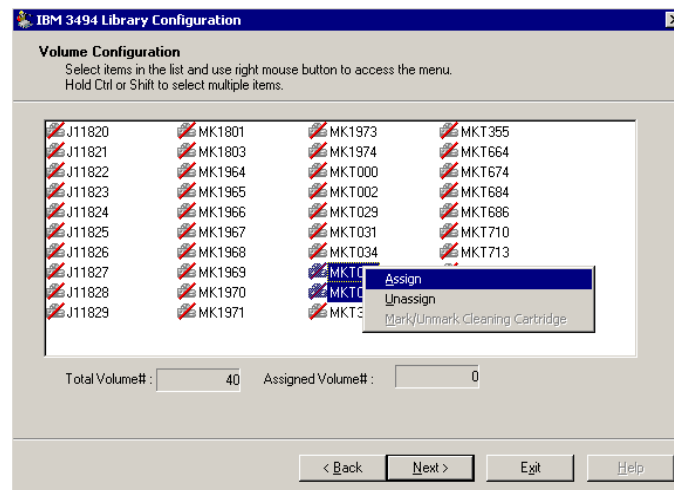 IBM 3494 Library Configuration
Volume Configuration
Select items in the list and use right mouse button to access the menu.
Hold Ctrl or Shift to select multiple items.
J11820 MK1801 MK1973 MKT355
J11821 MK1803 MK1974 MKT664
J11822 MK1964 MKT000 MKT674
J11823 MK1965 MKT002 MKT684
J11824 MK1966 MKT029 MKT686
J11825 MK1967 MKT031 MKT710
J11826 MK1968 MKT034 MKT713
J11827 MK1969
J11828 MK1970
J11829 MK1971
Assign
Unassign
Mark/Unmark Cleaning Cartridge
Total Volume# : 40 Assigned Volume# : 0
< Back Next > Exit Help